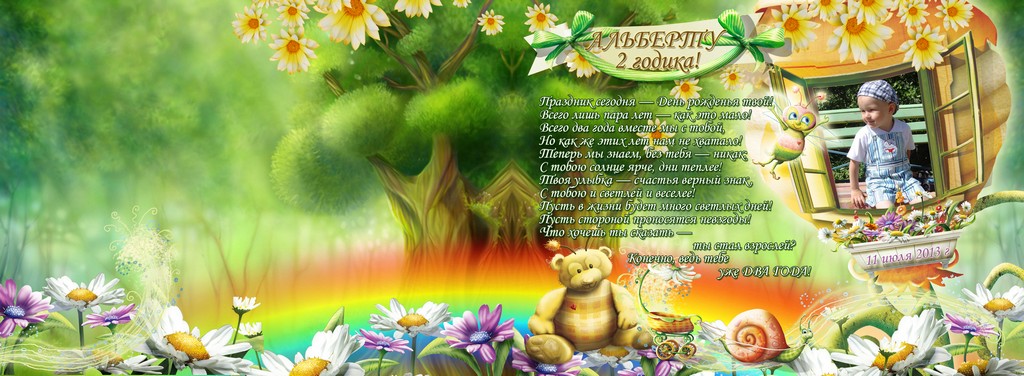 АЛЬБЕРТУ
2 годика!
Праздник сегодня — День рожденья твой!
Всего лишь пара лет — как это мало!
Всего два года вместе мы с тобой,
Но как же этих лет нам не хватало!
Теперь мы знаем, без тебя — никак,
С тобою солнце ярче, дни теплее!
Твоя улыбка — счастья верный знак,
С тобою и светлей и веселее!
Пусть в жизни будет много светлых дней!
Пусть стороной проносятся невзгоды!
Что хочешь ты сказать —
ты стал взрослей?
Конечно, ведь тебе
уже ДВА ГОДА!
11 июля 2013 г